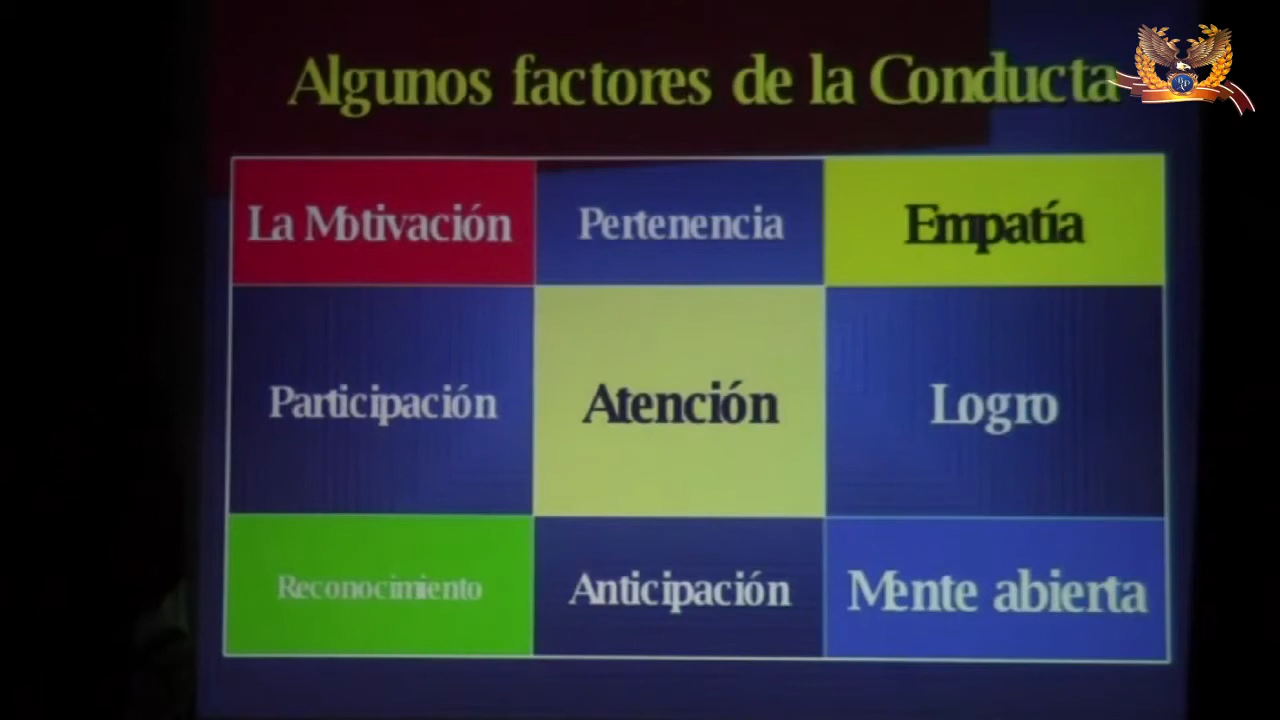 Algunos factores de la Conducta
La Motivación
Pertenencia
Empatía
Participación
Atención
Logro
Reconocimiento
Anticipación
Mente abierta